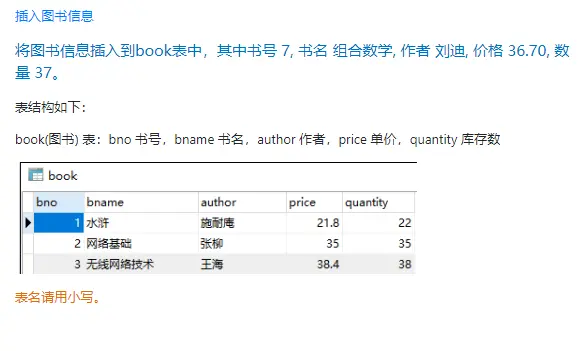 插入图书信息
将图书信息插入到book表中，其中书号 7, 书名 组合数学, 作者 刘迪, 价格 36.70, 数
量 37。
表结构如下：
book(图书) 表：bno 书号，bname 书名，author 作者，price 单价，quantity 库存数
book
bno bname author price quantity
1 水浒 施耐庵 21.8 22
2 网络基础 张柳 35 35
3 无线网络技术 王海 38.4 38
表名请用小写。